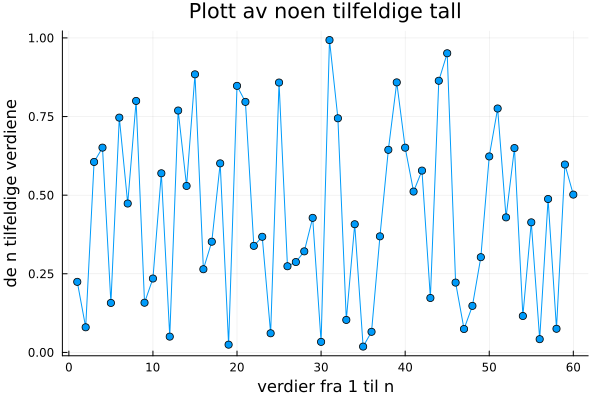 Plott av noen tilfeldige tall
de n tilfeldige verdiene
1.00
0.75
0.50
0.25
0.00
0 10 20 30 40 50 60
verdier fra 1 til n